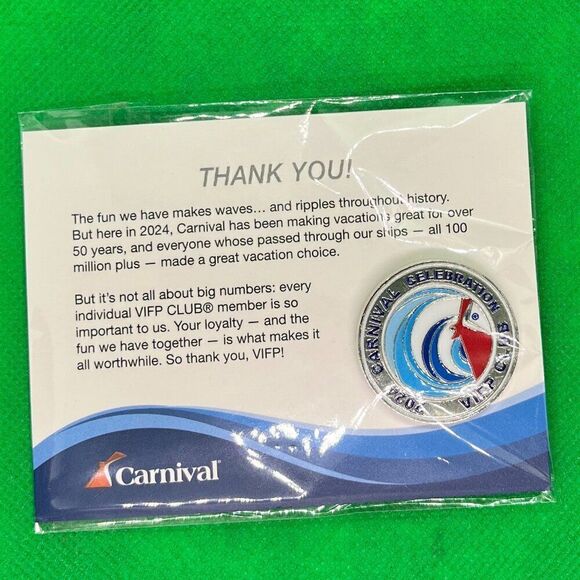 THANK YOU!
The fun we have makes waves… and ripples throughout history.
But here in 2024, Carnival has been making vacations great for over
50 years, and everyone whose passed through our ships — all 100
million plus — made a great vacation choice.
But it's not all about big numbers: every
individual VIFP CLUB® member is so
important to us. Your loyalty — and the
fun we have together — is what makes it
all worthwhile. So thank you, VIFP!
CARNIVAL CELEBRATION
2024
VIFP
Carnival®